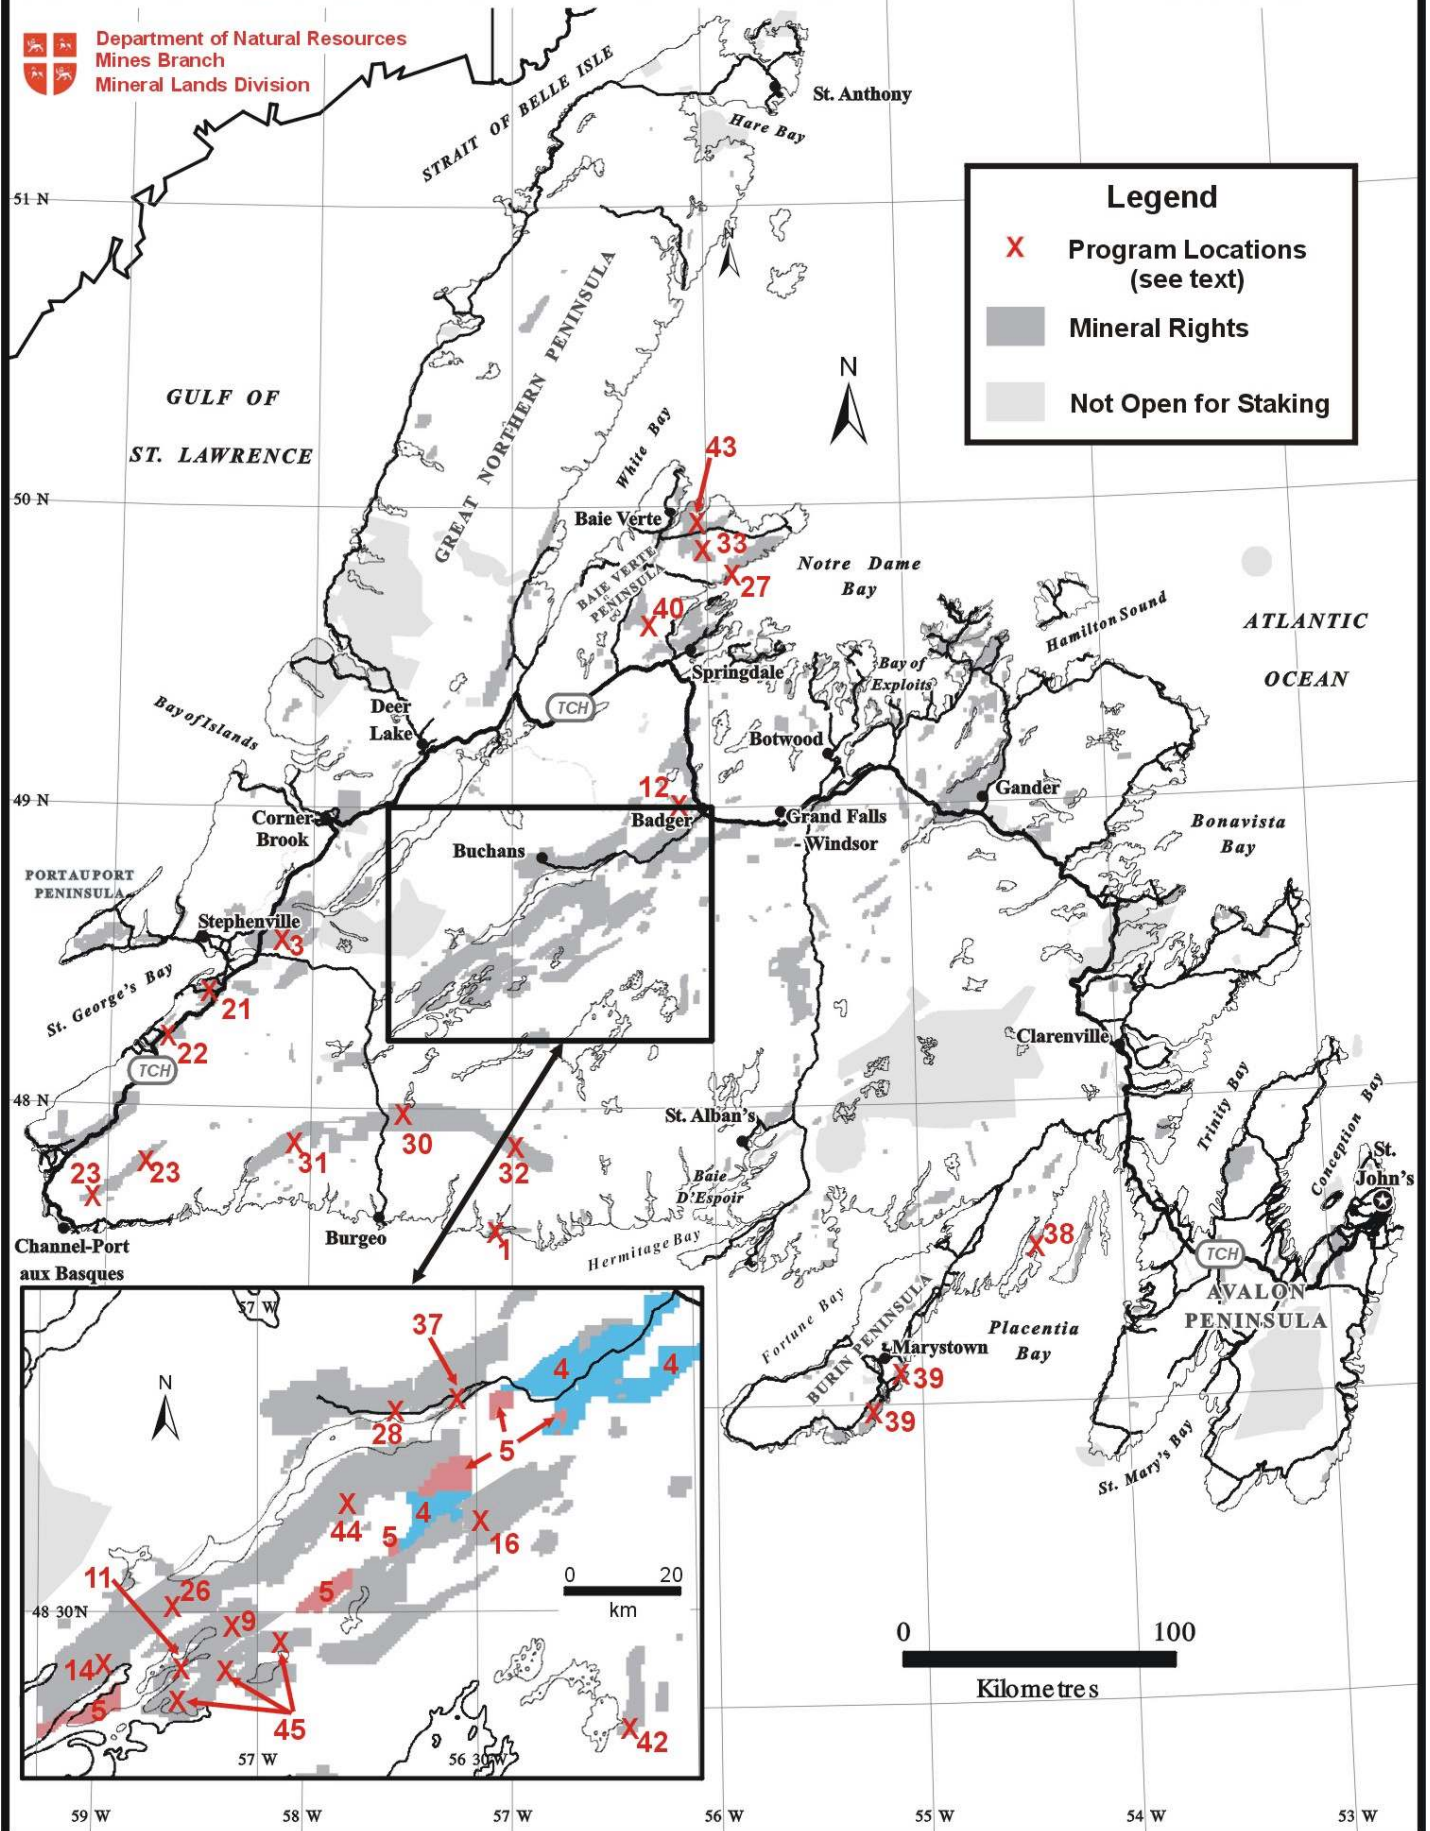 Department of Natural Resources
Mines Branch
Mineral Lands Division
STRAIT OF BELLE ISLE
St. Anthony
Hare Bay
51 N
N
Legend
X Program Locations
(see text)
Mineral Rights
Not Open for Staking
GREAT NORTHERN PENINSULA
GULF OF
ST. LAWRENCE
N
White Bay
43
50 N
Baie Verte
X
X 33
X 27
BAIE VERTE
PENINSULA
40
X
Notre Dame
Bay
Hamilton Sound
ATLANTIC
OCEAN
Springdale
Bay of
Exploits
TCH
Deer
Lake
Bay of Islands
Botwood
12
X
49 N
Gander
Corner
Brook
Badger
Grand Falls
- Windsor
Bonavista
Bay
Buchans
PORT AU PORT
PENINSULA
Stephenville
X 3
St. George's Bay
X
21
X
22
TCH
Clarenville
48 N
Trinity Bay
Conception Bay
St. Alban's
X
30
X
31
X
32
23 X
X 23
Baie
D'Espoir
St.
John's
Channel-Port
aux Basques
Burgeo
X
1
Hermitage Bay
X 38
TCH
AVALON
PENINSULA
Fortune Bay
BURIN PENINSULA
Placentia
Bay
Marystown
X 39
X 39
St. Mary's Bay
57 W
37
X
4
4
N
X
28
5
X
44
4
5
X
16
11
26
X
5
0 20
km
48 30'N
X 9
X
14 X
X
X
X
5
45
X 42
57 W
56 30'W
0 100
Kilometres
59 W 58 W 57 W 56 W 55 W 54 W 53 W